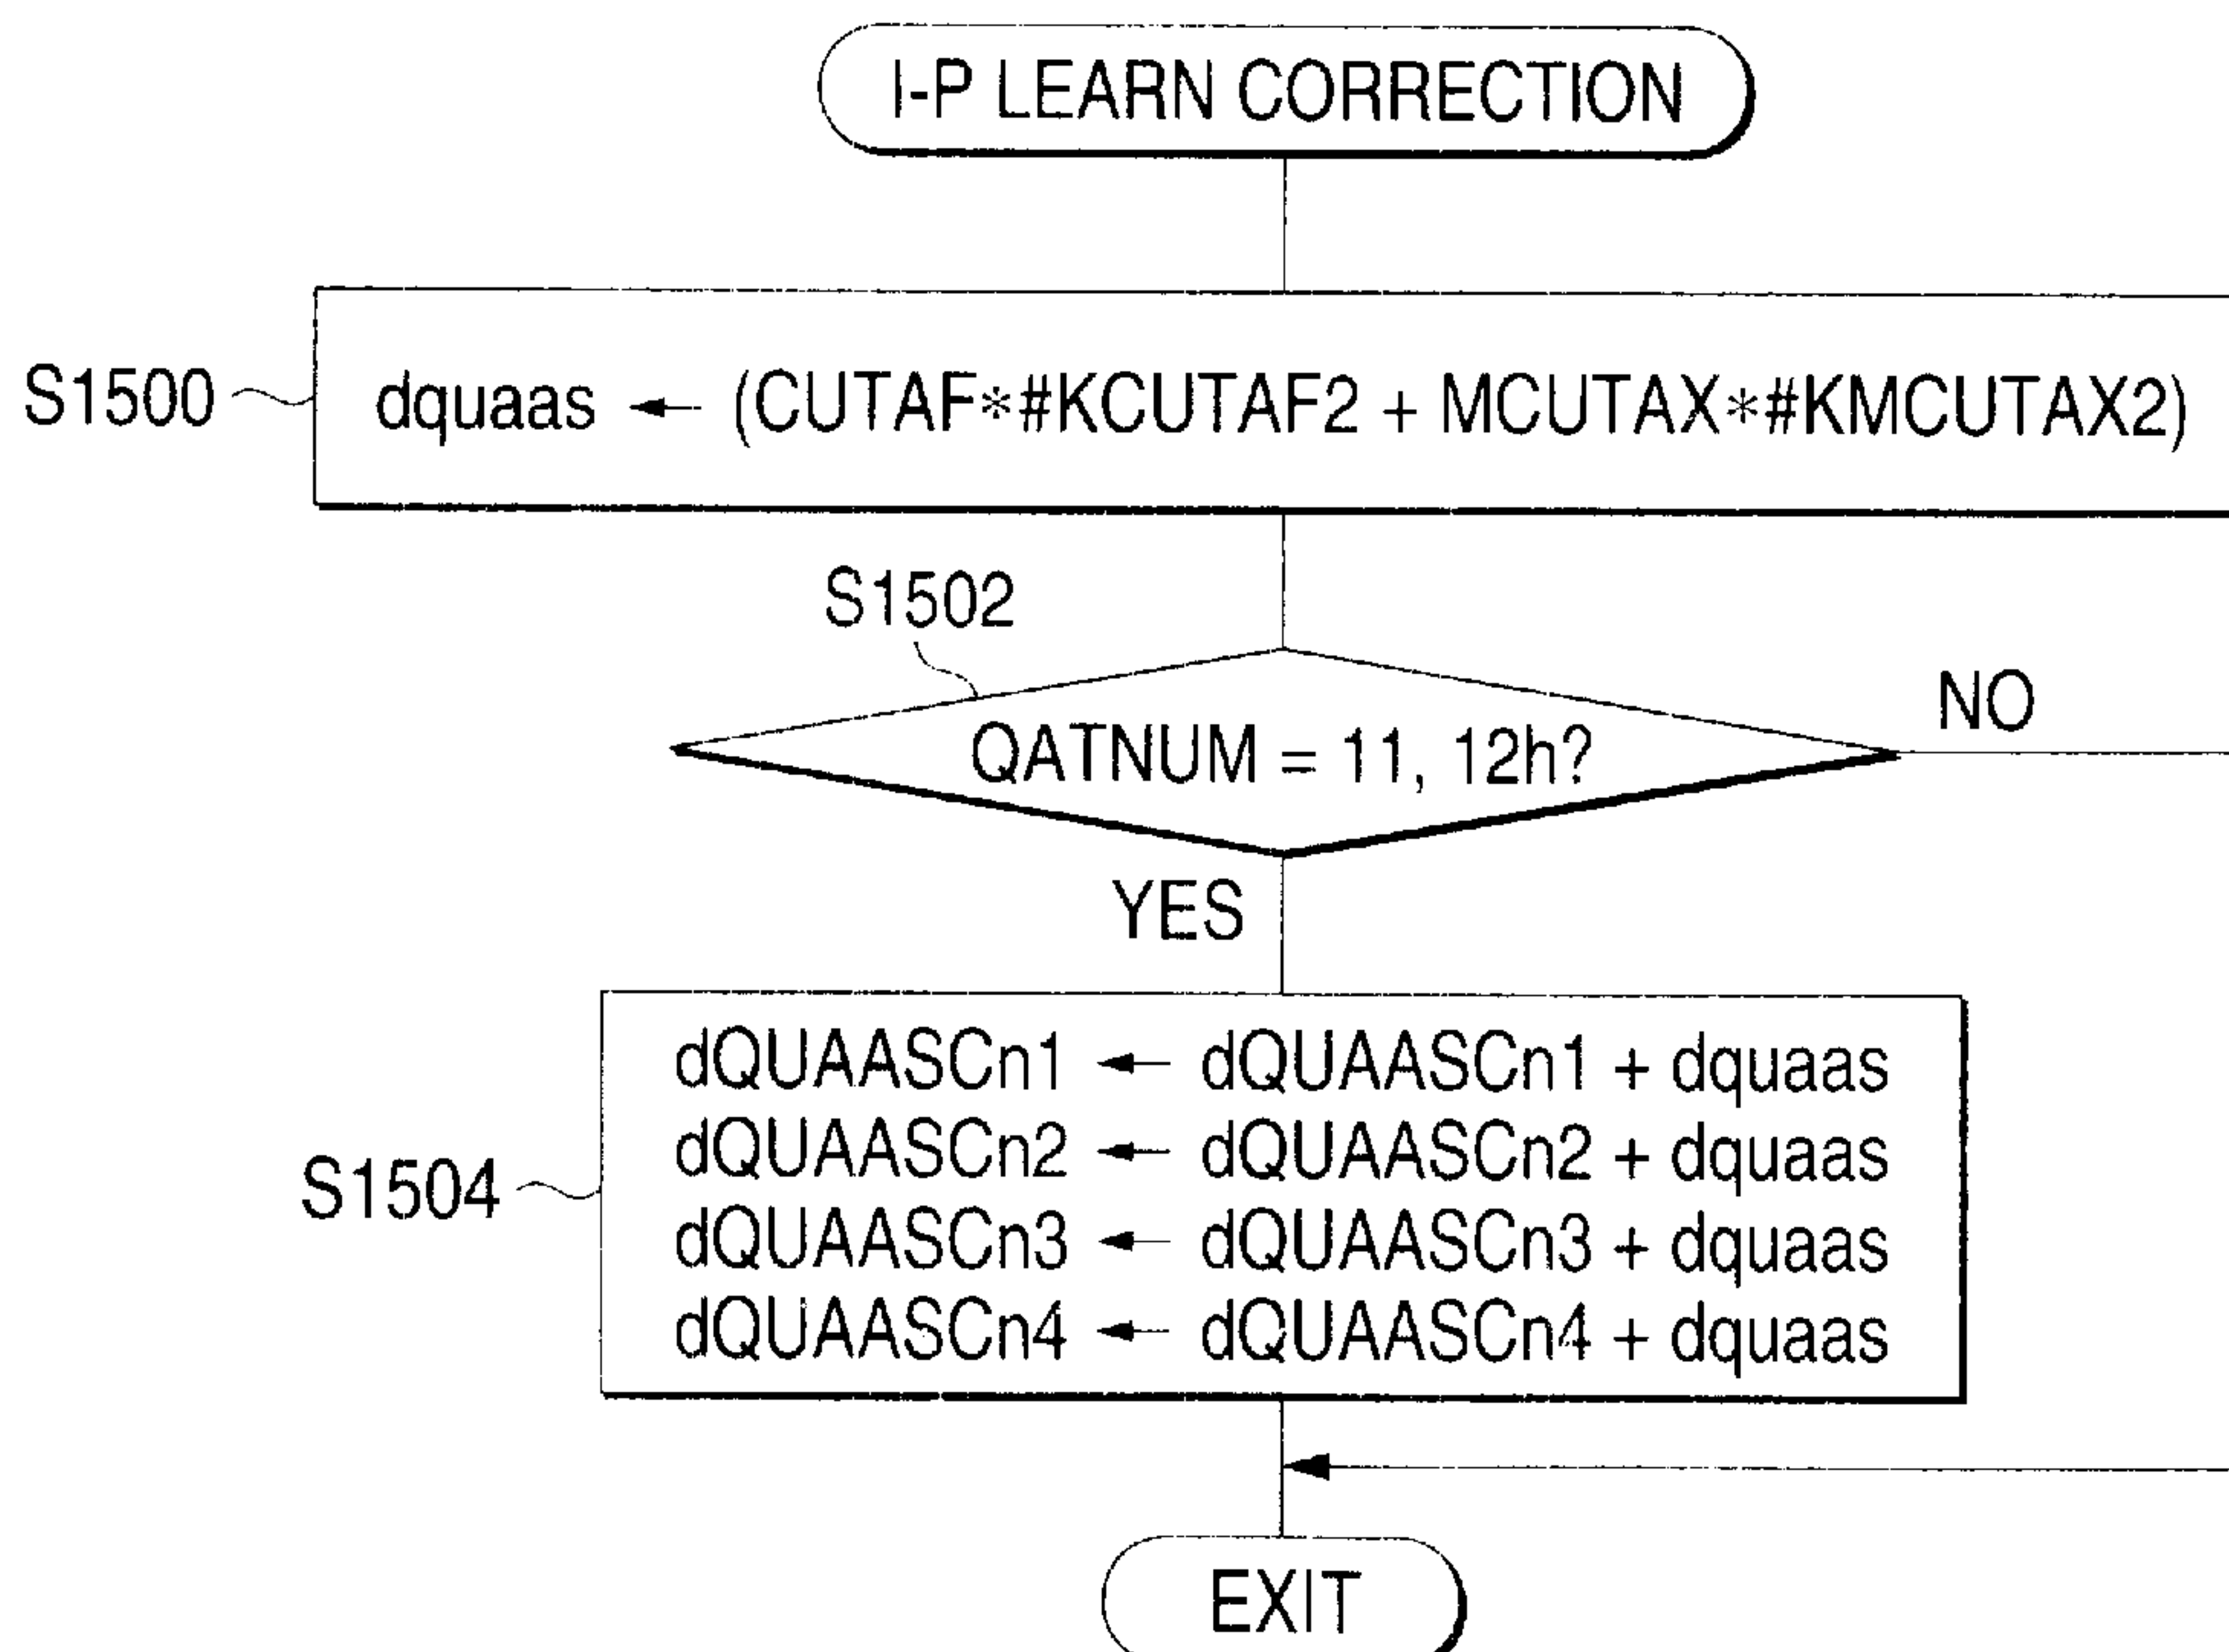 I-P LEARN CORRECTION
S1500
dquaas ← (CUTAF*#KCUTAF2 + MCUTAX*#KMCUTAX2)
S1502
QATNUM = 11, 12h?
NO
YES
S1504
dQUAASCn1 ← dQUAASCn1 + dquaas
dQUAASCn2 ← dQUAASCn2 + dquaas
dQUAASCn3 ← dQUAASCn3 + dquaas
dQUAASCn4 ← dQUAASCn4 + dquaas
EXIT